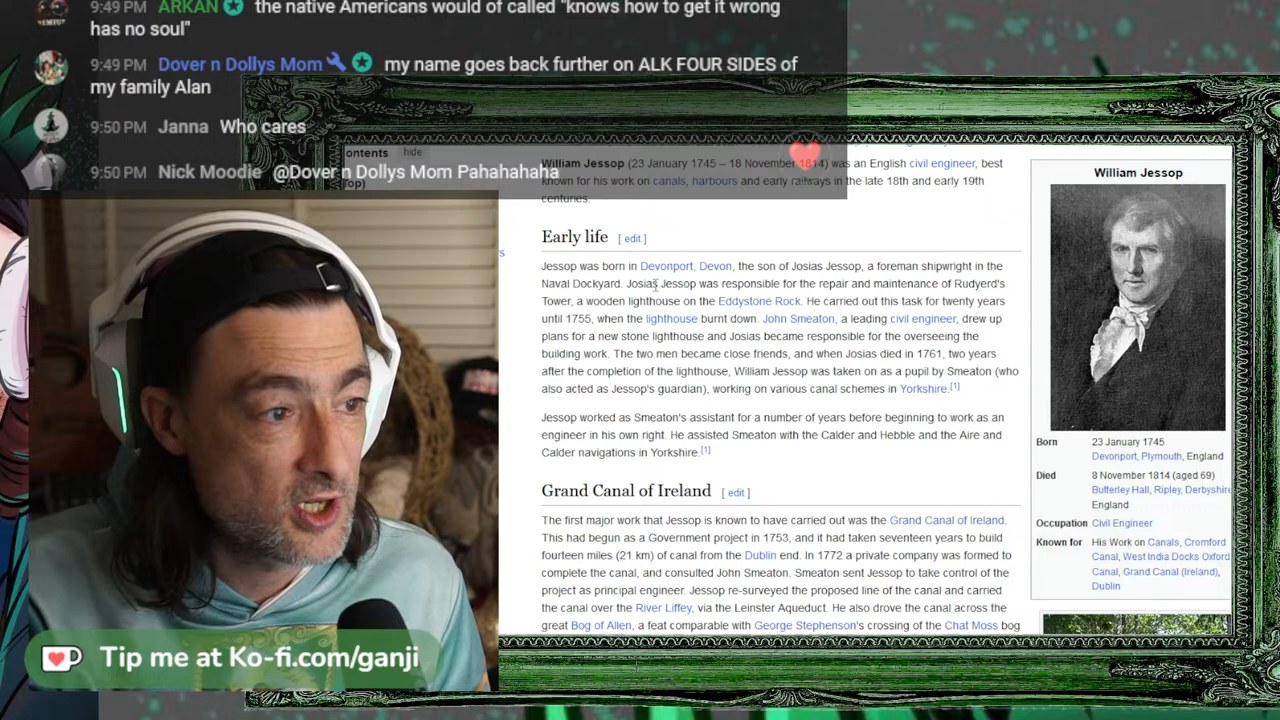 9:49 PM ARKAN the native Americans would of called "knows how to get it wrong
has no soul"
9:49 PM Dover n Dollys Mom my name goes back further on ALK FOUR SIDES of
my family Alan
9:50 PM Janna Who cares
9:50 PM Nick Moodie @Dover n Dollys Mom Pahahahaha
ontents hide
Top)
s
William Jessop (23 January 1745 – 18 November 1814) was an English civil engineer, best
known for his work on canals, harbours and early railways in the late 18th and early 19th
centuries.
Early life [ edit ]
Jessop was born in Devonport, Devon, the son of Josias Jessop, a foreman shipwright in the
Naval Dockyard. Josias Jessop was responsible for the repair and maintenance of Rudyerd's
Tower, a wooden lighthouse on the Eddystone Rock. He carried out this task for twenty years
until 1755, when the lighthouse burnt down. John Smeaton, a leading civil engineer, drew up
plans for a new stone lighthouse and Josias became responsible for the overseeing the
building work. The two men became close friends, and when Josias died in 1761, two years
after the completion of the lighthouse, William Jessop was taken on as a pupil by Smeaton (who
also acted as Jessop's guardian), working on various canal schemes in Yorkshire.[1]
Jessop worked as Smeaton's assistant for a number of years before beginning to work as an
engineer in his own right. He assisted Smeaton with the Calder and Hebble and the Aire and
Calder navigations in Yorkshire.[1]
Grand Canal of Ireland [ edit ]
The first major work that Jessop is known to have carried out was the Grand Canal of Ireland.
This had begun as a Government project in 1753, and it had taken seventeen years to build
fourteen miles (21 km) of canal from the Dublin end. In 1772 a private company was formed to
complete the canal, and consulted John Smeaton. Smeaton sent Jessop to take control of the
project as principal engineer. Jessop re-surveyed the proposed line of the canal and carried
the canal over the River Liffey, via the Leinster Aqueduct. He also drove the canal across the
great Bog of Allen, a feat comparable with George Stephenson's crossing of the Chat Moss bog
William Jessop
Born 23 January 1745
Devonport, Plymouth, England
Died 8 November 1814 (aged 69)
Butterley Hall, Ripley, Derbyshire
England
Occupation Civil Engineer
Known for His Work on Canals, Cromford
Canal, West India Docks Oxford
Canal, Grand Canal (Ireland),
Dublin
Tip me at Ko-fi.com/ganji